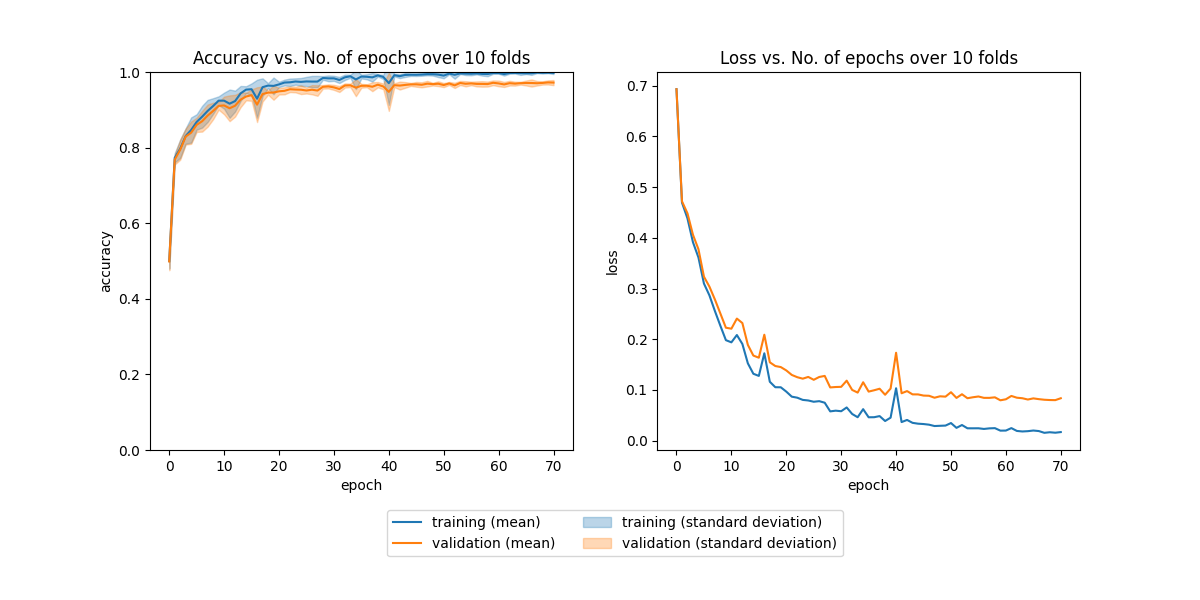 Accuracy vs. No. of epochs over 10 folds
1.0
0.8
0.6
0.4
0.2
0.0
accuracy
0 10 20 30 40 50 60 70
epoch
Loss vs. No. of epochs over 10 folds
0.7
0.6
0.5
0.4
0.3
0.2
0.1
0.0
loss
0 10 20 30 40 50 60 70
epoch
training (mean)
validation (mean)
training (standard deviation)
validation (standard deviation)